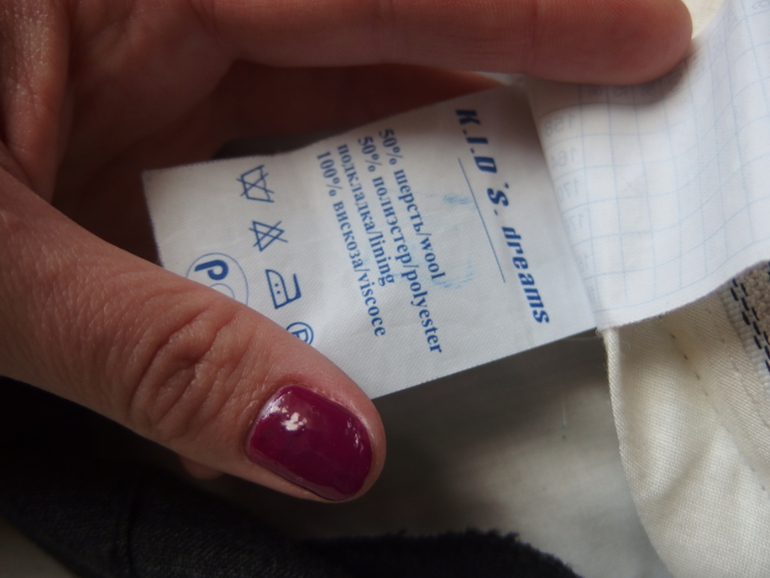 K.I.D'S. dreams
50% шерсть/wool
50% полиэстер/polyester
подкладка/lining
100% вискоза/viscoce
P